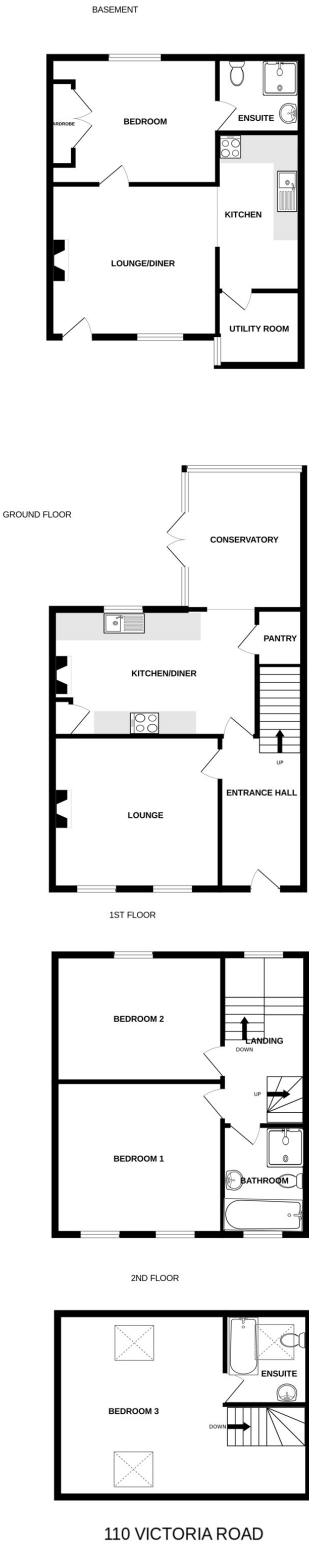 BASEMENT
BEDROOM
ENSUITE
KITCHEN
LOUNGE/DINER
UTILITY ROOM
GROUND FLOOR
CONSERVATORY
PANTRY
KITCHEN/DINER
UP
ENTRANCE HALL
LOUNGE
1ST FLOOR
BEDROOM 2
LANDING
DOWN
UP
BEDROOM 1
BATHROOM
2ND FLOOR
ENSUITE
BEDROOM 3
DOWN
110 VICTORIA ROAD